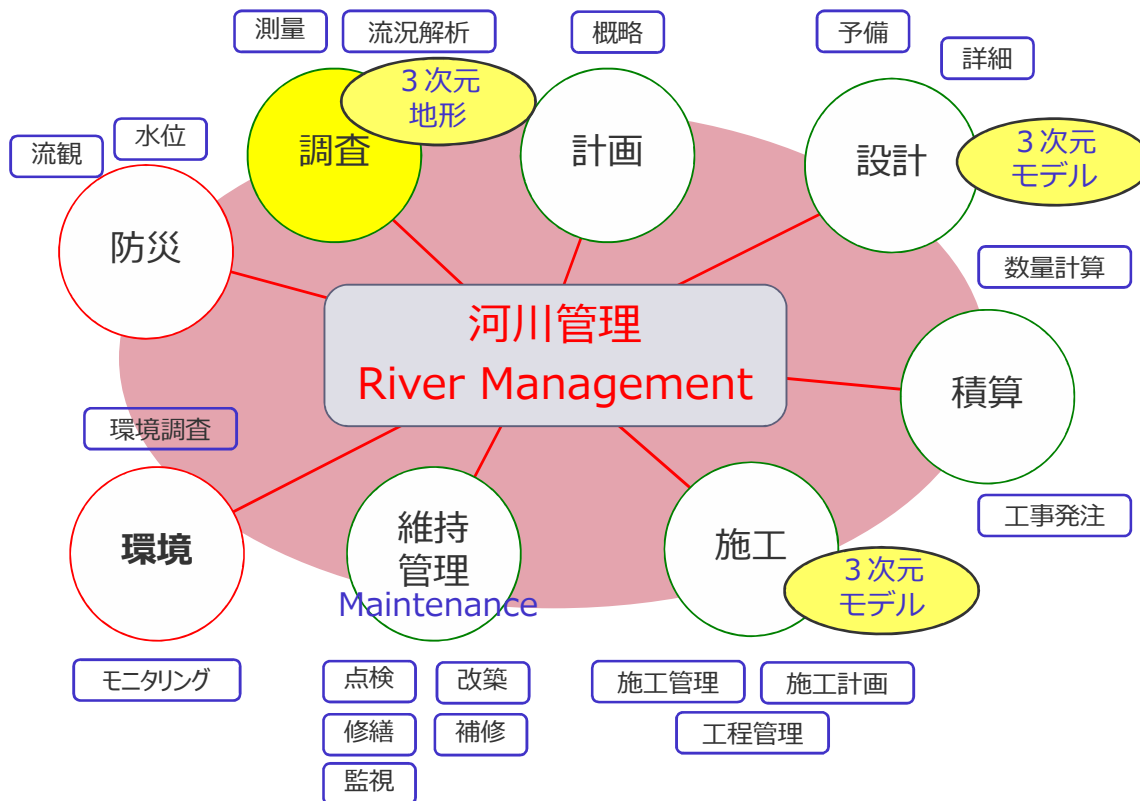 測量
流況解析
概略
予備
詳細
３次元
地形
調査
計画
設計
３次元
モデル
流観
水位
防災
数量計算
河川管理
River Management
積算
環境調査
環境
維持
管理
Maintenance
施工
３次元
モデル
工事発注
モニタリング
点検
改築
修繕
補修
監視
施工管理
施工計画
工程管理